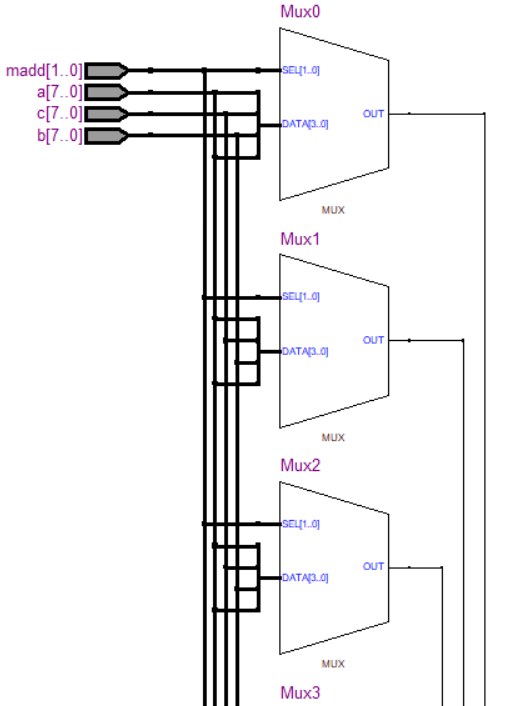 Mux0
madd[1..0]
SEL[1..0]
a[7..0]
c[7..0]
OUT
DATA[3..0]
b[7..0]
MUX
Mux1
SEL[1..0]
OUT
DATA[3..0]
MUX
Mux2
SEL[1..0]
OUT
DATA[3..0]
MUX
Mux3